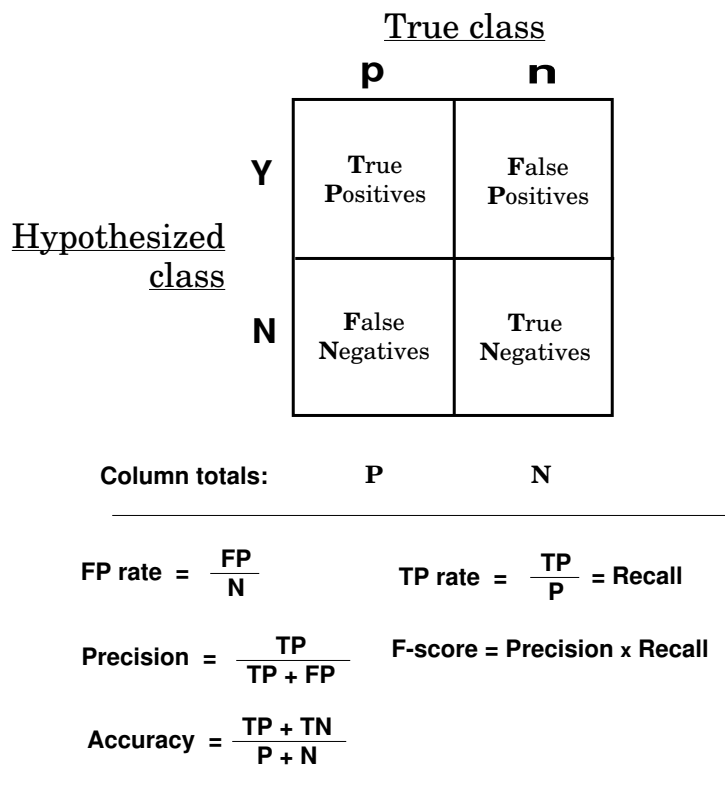 True class
p n
Y
True Positives
False Positives
Hypothesized class
N
False Negatives
True Negatives
Column totals: P N
FP rate = FP / N
TP rate = TP / P = Recall
Precision = TP / TP + FP
F-score = Precision x Recall
Accuracy = TP + TN / P + N